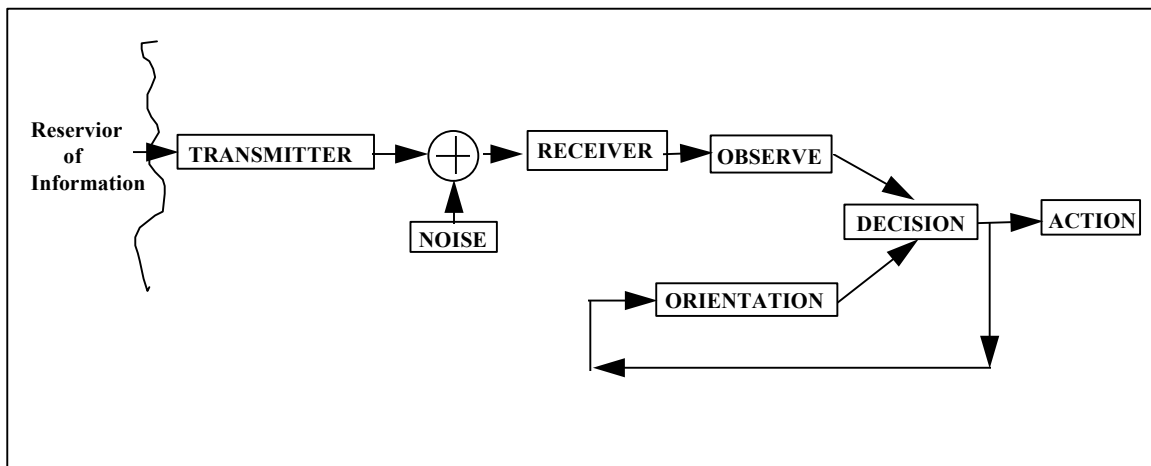 Reservior
of
Information
TRANSMITTER
NOISE
RECEIVER
OBSERVE
DECISION
ACTION
ORIENTATION